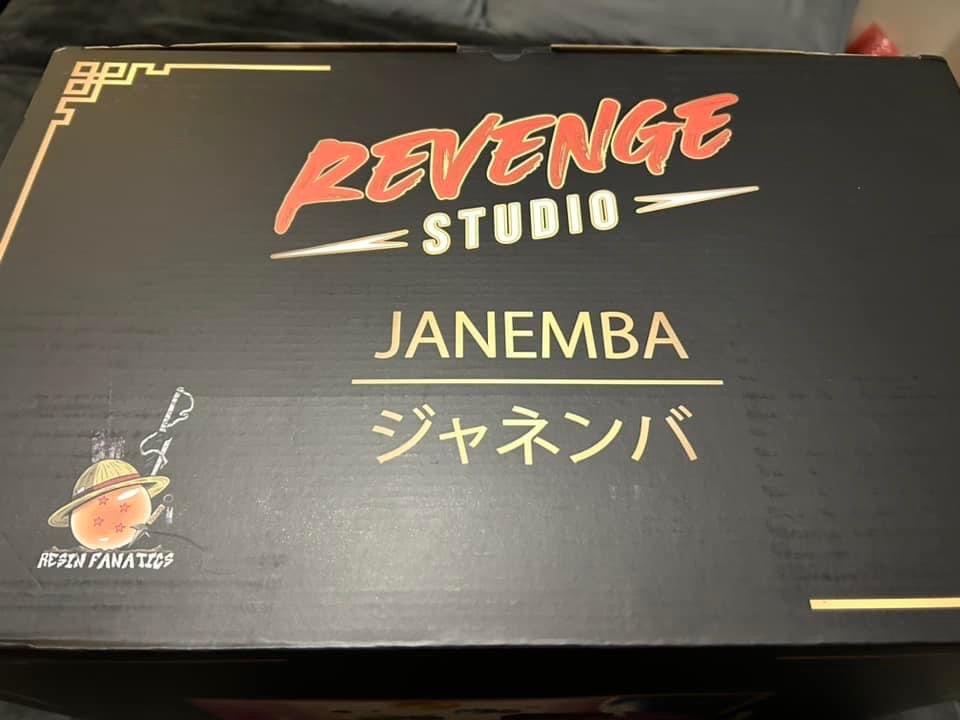 REVENGE
STUDIO
JANEMBA
ジャネンバ
RESIN FANATICS